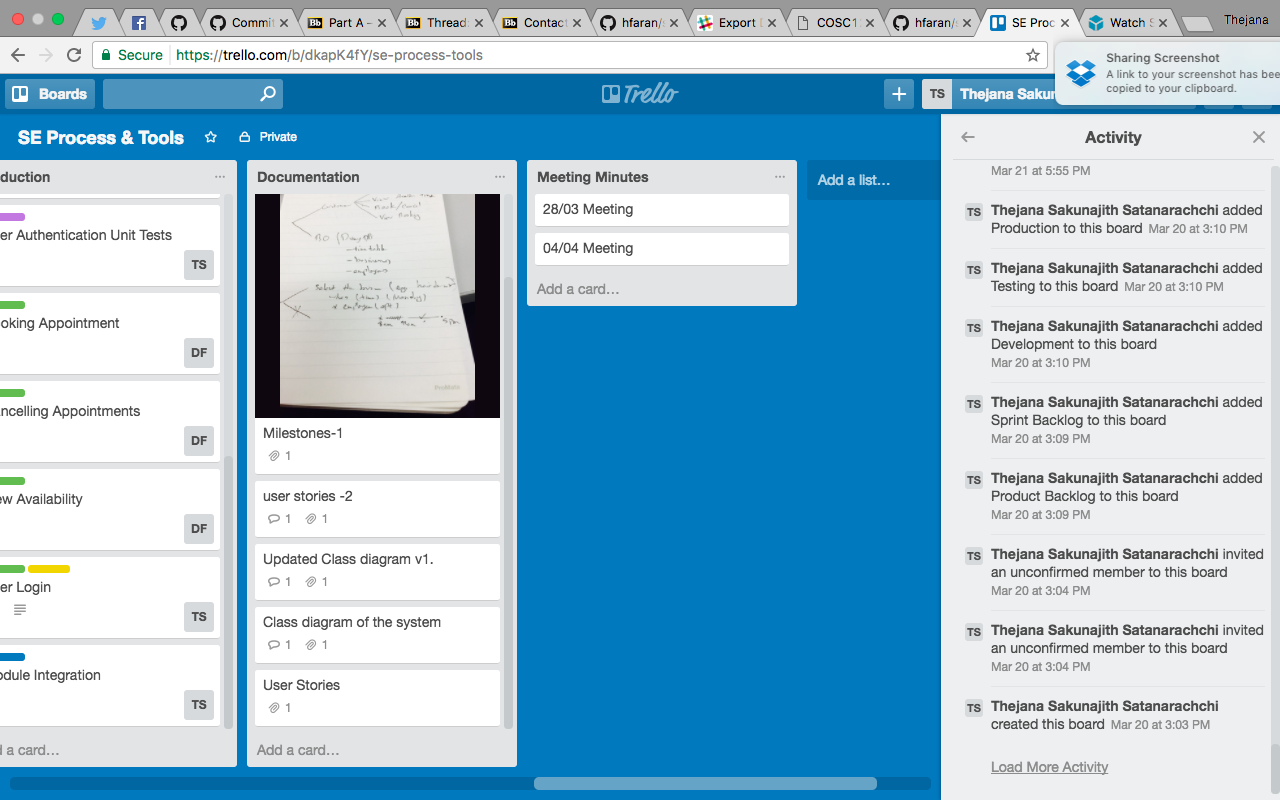 Commit
Part A –
Thread:
Contact
hfaran/s
Export
COSC1
hfaran/s
SE Proc
Watch S
Thejana
Secure
https://trello.com/b/dkapK4fY/se-process-tools
Sharing Screenshot
A link to your screenshot has bee
copied to your clipboard.
Boards
Trello
+
TS
Thejana Sakun
SE Process & Tools
Private
duction
er Authentication Unit Tests
TS
oking Appointment
DF
ncelling Appointments
DF
ew Availability
DF
er Login
TS
odule Integration
TS
d a card...
Documentation
Milestones-1
1
user stories -2
1 1
Updated Class diagram v1.
1 1
Class diagram of the system
1 1
User Stories
1
Add a card...
Meeting Minutes
28/03 Meeting
04/04 Meeting
Add a card...
Add a list...
Activity
Mar 21 at 5:55 PM
TS
Thejana Sakunajith Satanarachchi added
Production to this board Mar 20 at 3:10 PM
TS
Thejana Sakunajith Satanarachchi added
Testing to this board Mar 20 at 3:10 PM
TS
Thejana Sakunajith Satanarachchi added
Development to this board
Mar 20 at 3:10 PM
TS
Thejana Sakunajith Satanarachchi added
Sprint Backlog to this board
Mar 20 at 3:09 PM
TS
Thejana Sakunajith Satanarachchi added
Product Backlog to this board
Mar 20 at 3:09 PM
TS
Thejana Sakunajith Satanarachchi invited
an unconfirmed member to this board
Mar 20 at 3:04 PM
TS
Thejana Sakunajith Satanarachchi invited
an unconfirmed member to this board
Mar 20 at 3:04 PM
TS
Thejana Sakunajith Satanarachchi
created this board Mar 20 at 3:03 PM
Load More Activity